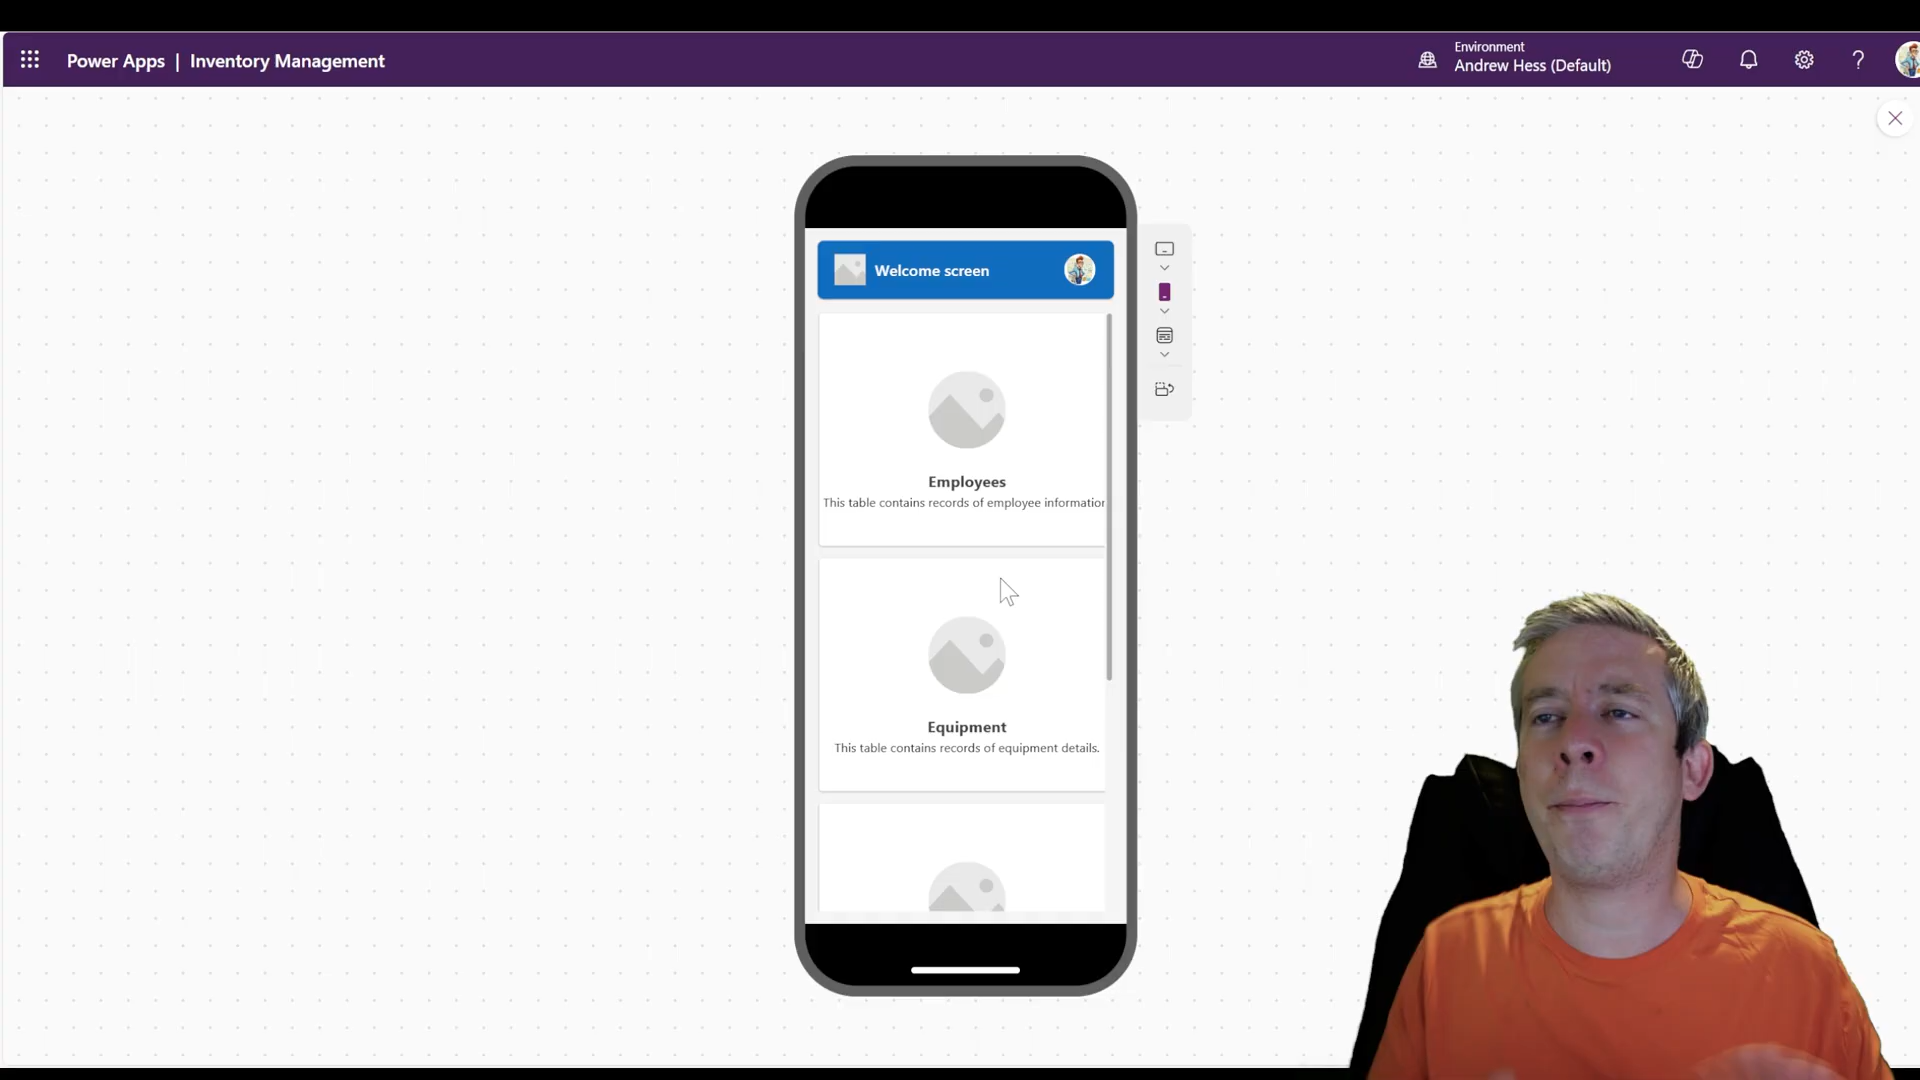 Power Apps | Inventory Management
Environment
Andrew Hess (Default)
Welcome screen
Employees
This table contains records of employee information
Equipment
This table contains records of equipment details.